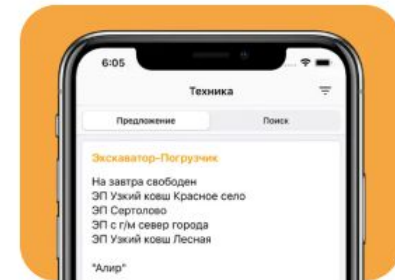 6:05
Техника
Предложение
Поиск
Экскаватор-Погрузчик
На завтра свободен
ЭП Узкий ковш Красное село
ЭП Сертолово
ЭП с г/м север города
ЭП Узкий ковш Лесная
"Алир"